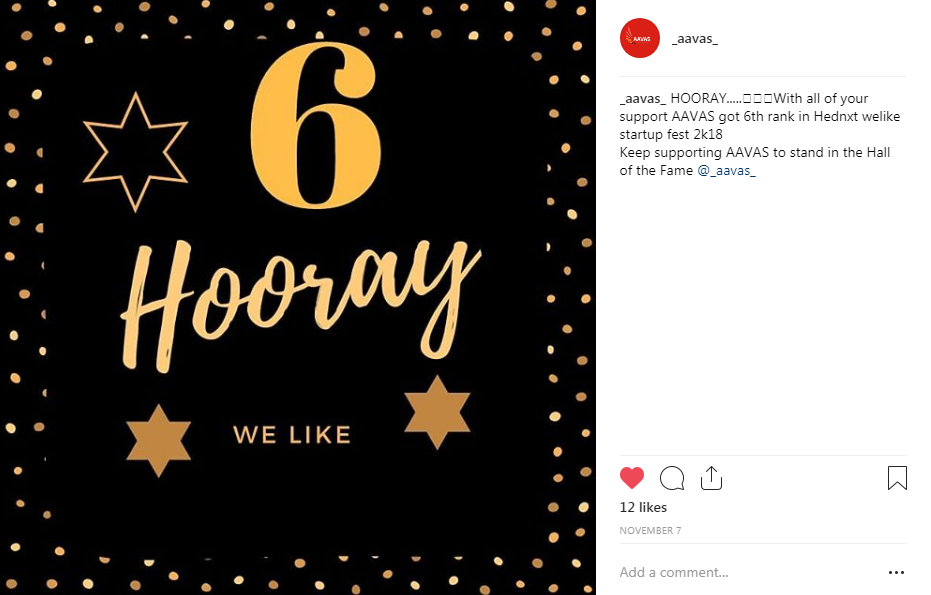 6
Hooray
WE LIKE
AAVAS
_aavas_
_aavas_ HOORAY.....□□□With all of your
support AAVAS got 6th rank in Hednxt welike
startup fest 2k18
Keep supporting AAVAS to stand in the Hall
of the Fame @_aavas_
12 likes
NOVEMBER 7
Add a comment...